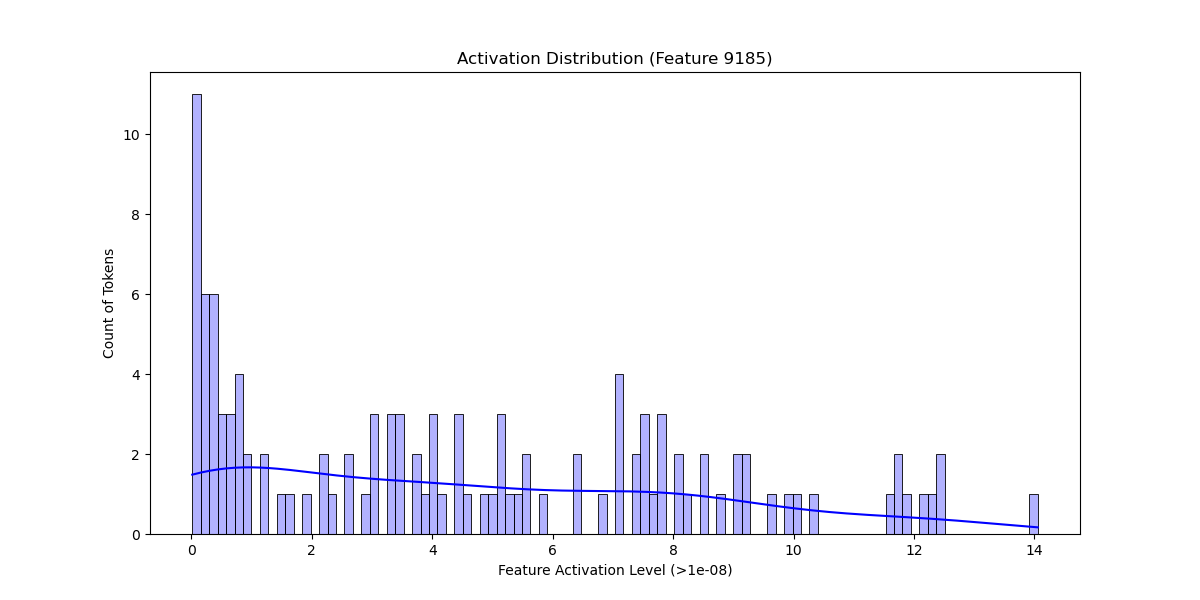 Activation Distribution (Feature 9185)
10
8
6
4
2
0
Count of Tokens
0 2 4 6 8 10 12 14
Feature Activation Level (>1e-08)